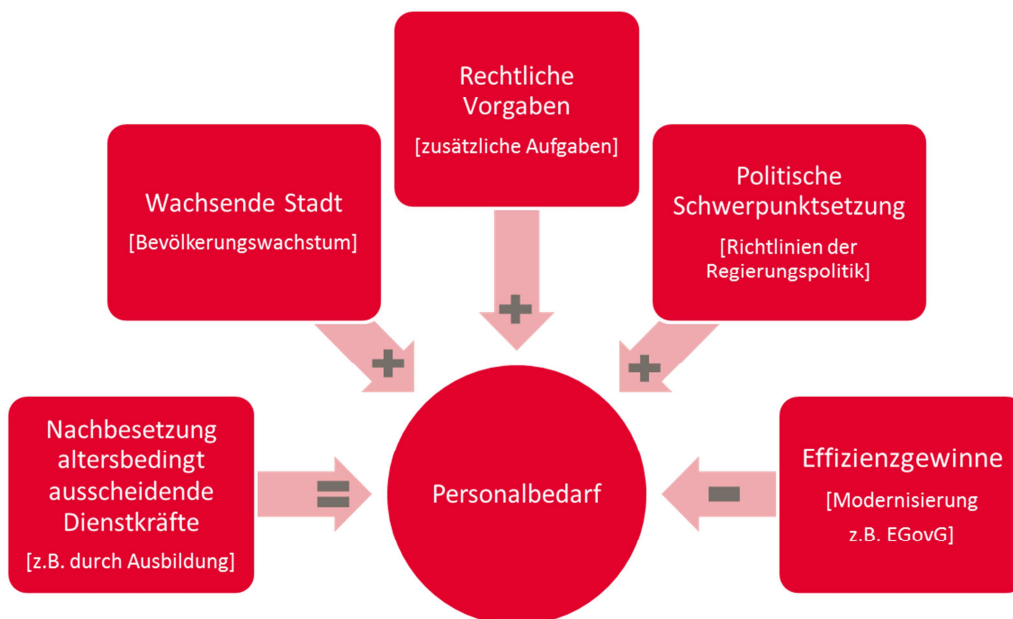 Rechtliche
Vorgaben
[zusätzliche Aufgaben]
Wachsende Stadt
[Bevölkerungswachstum]
Politische
Schwerpunktsetzung
[Richtlinien der
Regierungspolitik]
+
+
+
Nachbesetzung
altersbedingt
ausscheidende
Dienstkräfte
[z.B. durch Ausbildung]
=
Personalbedarf
-
Effizienzgewinne
[Modernisierung
z.B. EGovG]